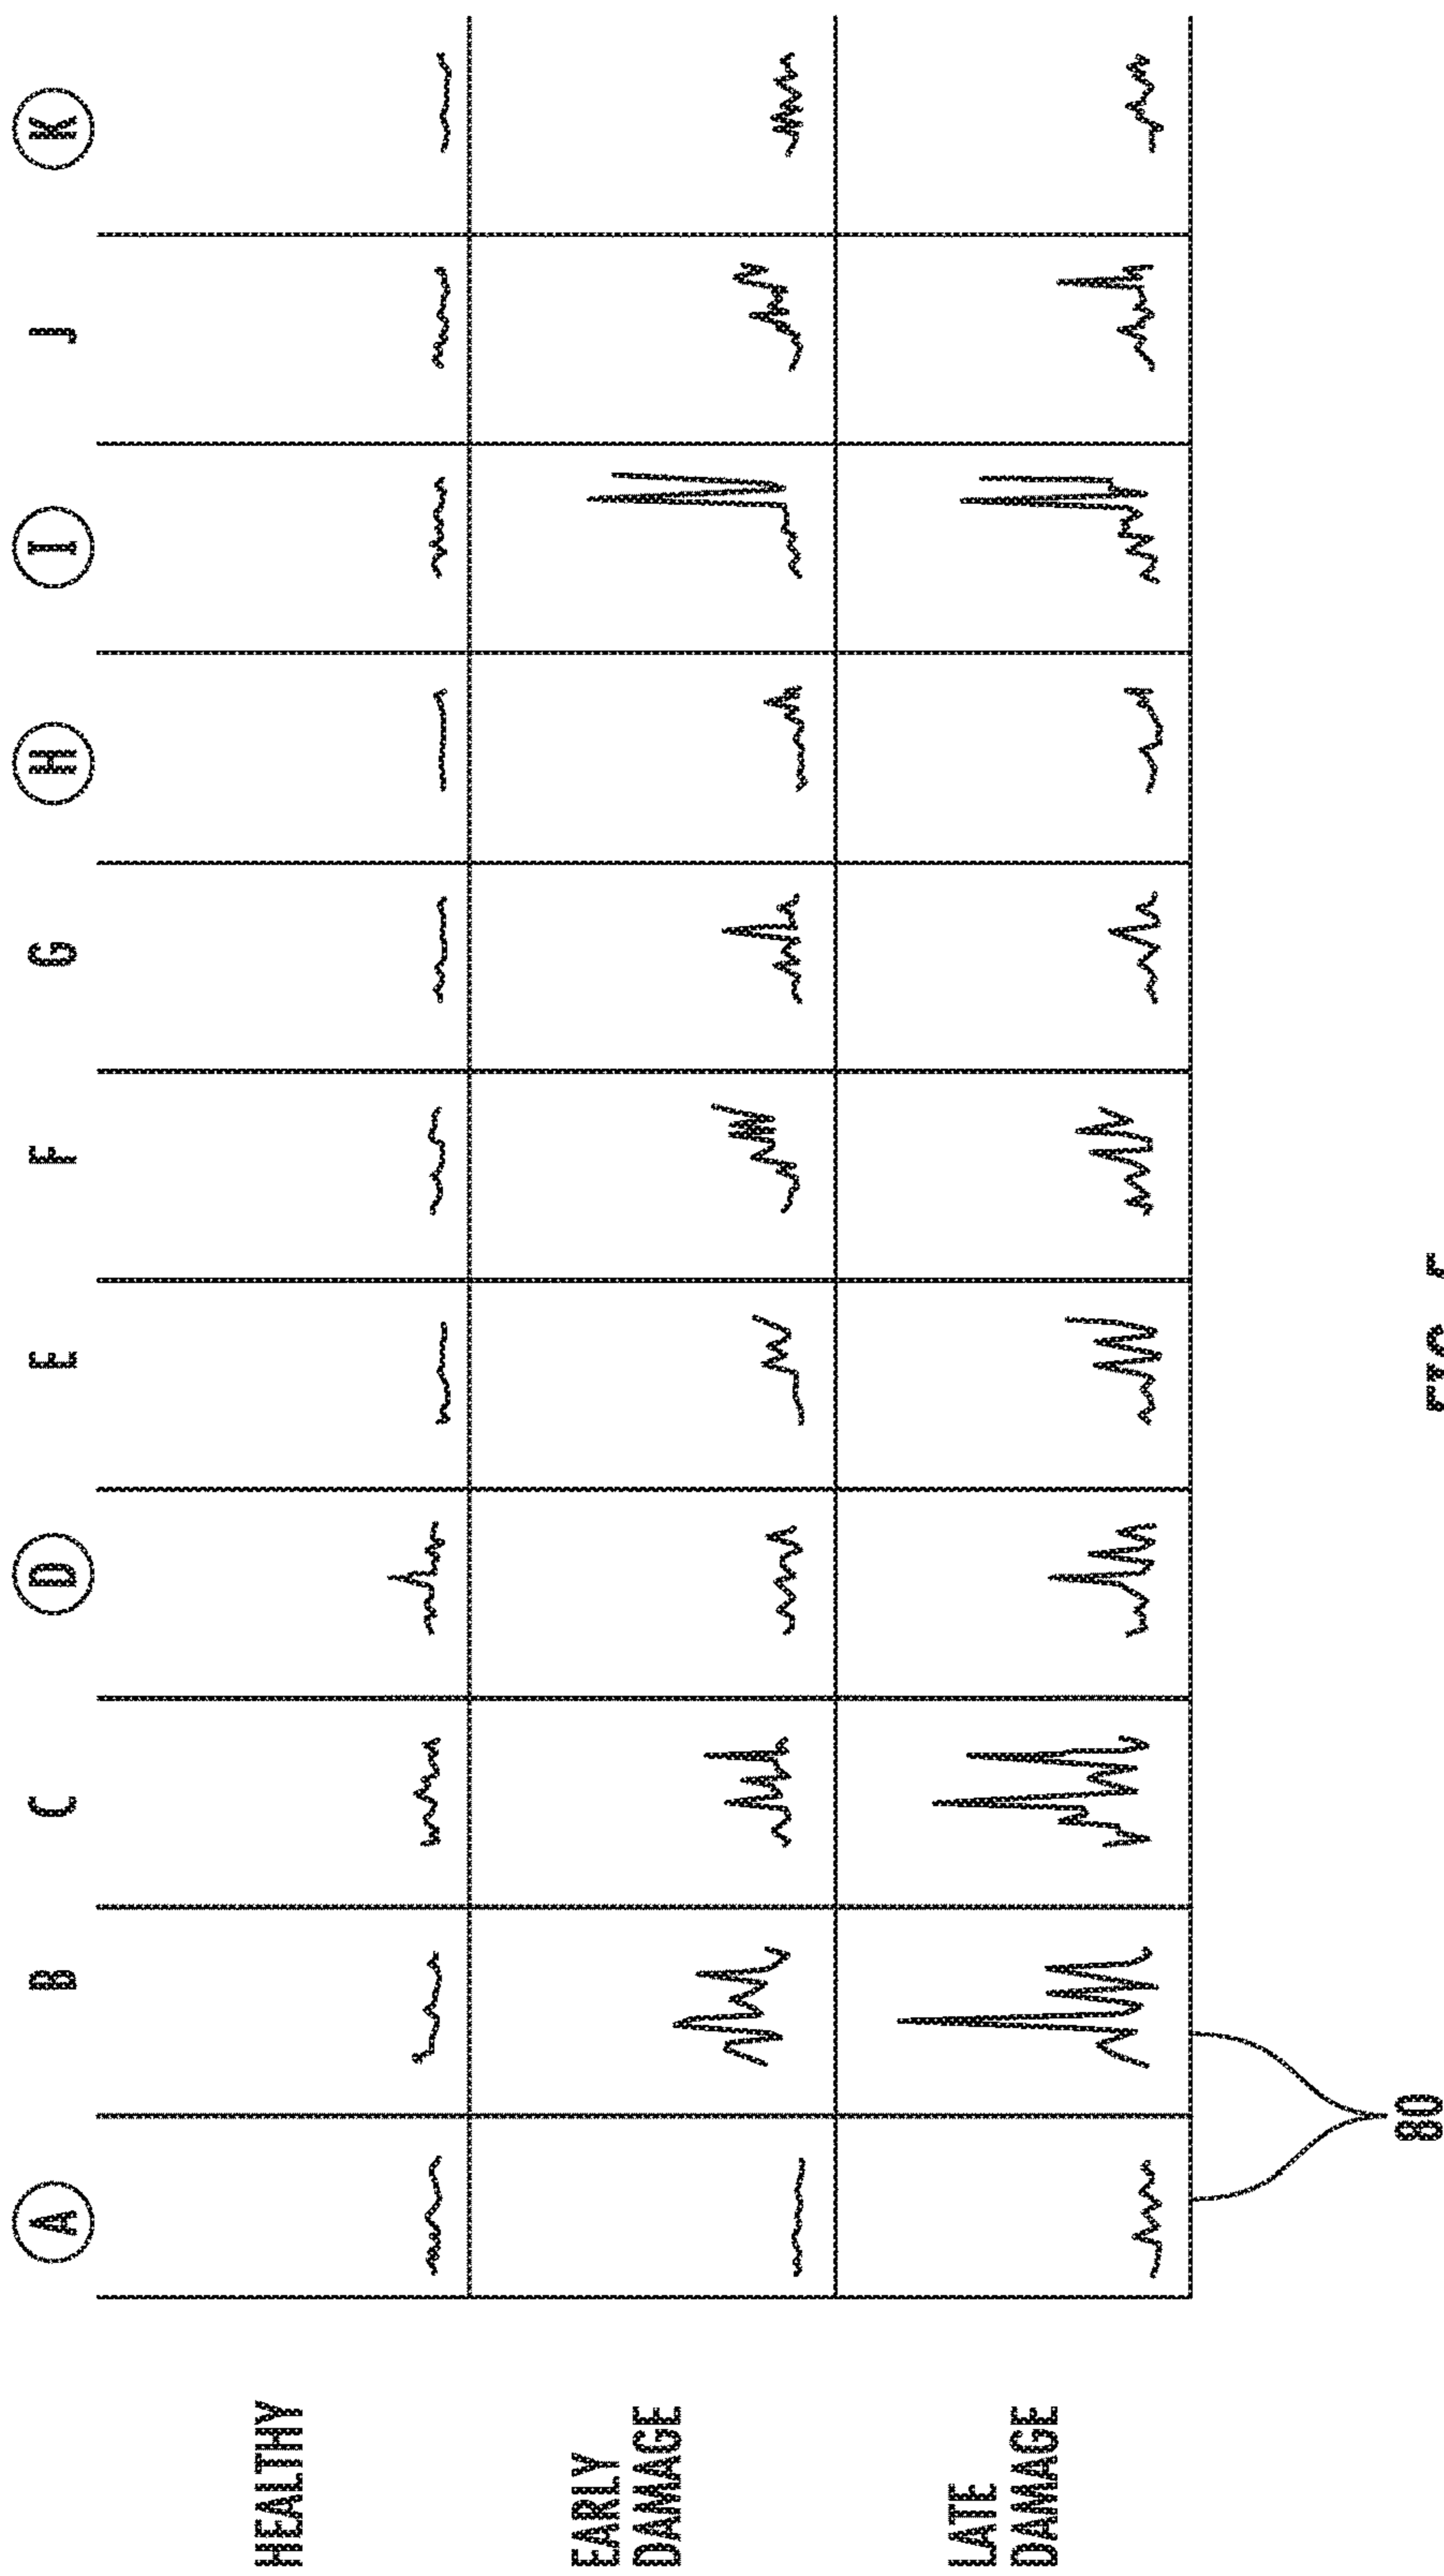 A B C D E F G H I J K
HEALTHY
EARLY
DAMAGE
LATE
DAMAGE
80